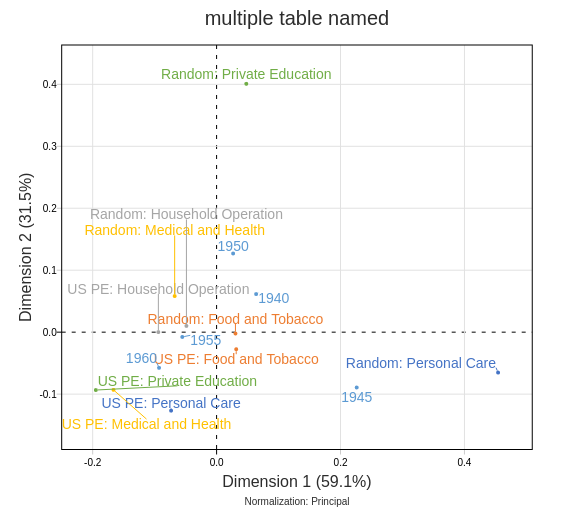 multiple table named
Dimension 2 (31.5%)
0.4
0.3
0.2
0.1
0.0
-0.1
Random: Private Education
Random: Household Operation
Random: Medical and Health
1950
US PE: Household Operation
1940
Random: Food and Tobacco
1955
1960
US PE: Food and Tobacco
Random: Personal Care
US PE: Private Education
1945
US PE: Personal Care
US PE: Medical and Health
-0.2
0.0
0.2
0.4
Dimension 1 (59.1%)
Normalization: Principal